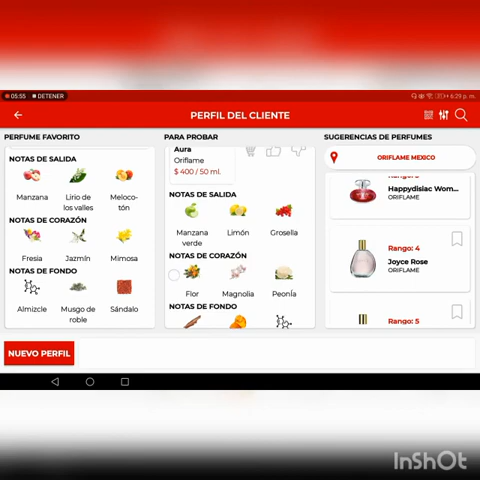 05:55 DETENER
6:29 p. m.
PERFIL DEL CLIENTE
PERFUME FAVORITO
NOTAS DE SALIDA
Manzana
Lirio de
los valles
Meloco-
tón
NOTAS DE CORAZÓN
Fresia
Jazmín
Mimosa
NOTAS DE FONDO
Almizcle
Musgo de
roble
Sándalo
PARA PROBAR
Aura
Oriflame
$ 400 / 50 ml.
NOTAS DE SALIDA
Manzana
verde
Limón
Grosella
NOTAS DE CORAZÓN
Flor
Magnolia
Peonía
NOTAS DE FONDO
SUGERENCIAS DE PERFUMES
ORIFLAME MEXICO
Happydisiac Wom...
ORIFLAME
Rango: 4
Joyce Rose
ORIFLAME
Rango: 5
NUEVO PERFIL
InShOt